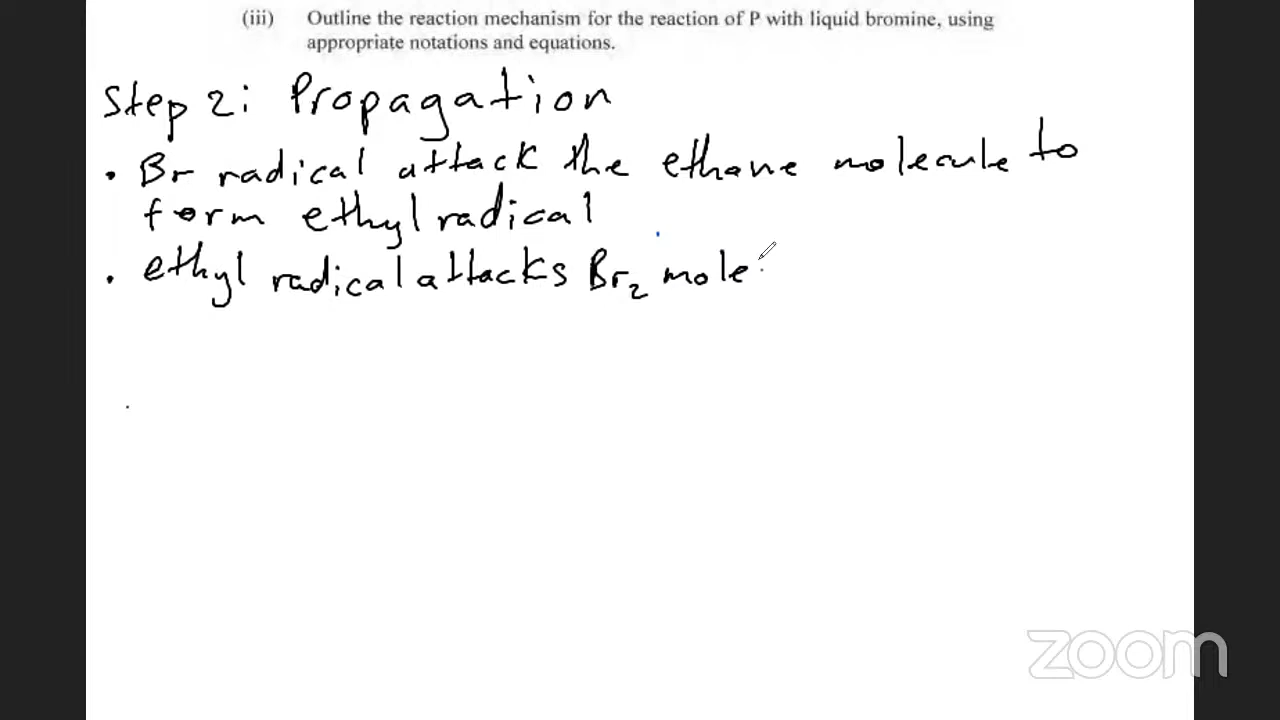 (iii) Outline the reaction mechanism for the reaction of P with liquid bromine, using
appropriate notations and equations.
Step 2: Propagation
• Br radical attack the ethane molecule to
form ethyl radical
• ethyl radical attacks Br₂ mole
zoom